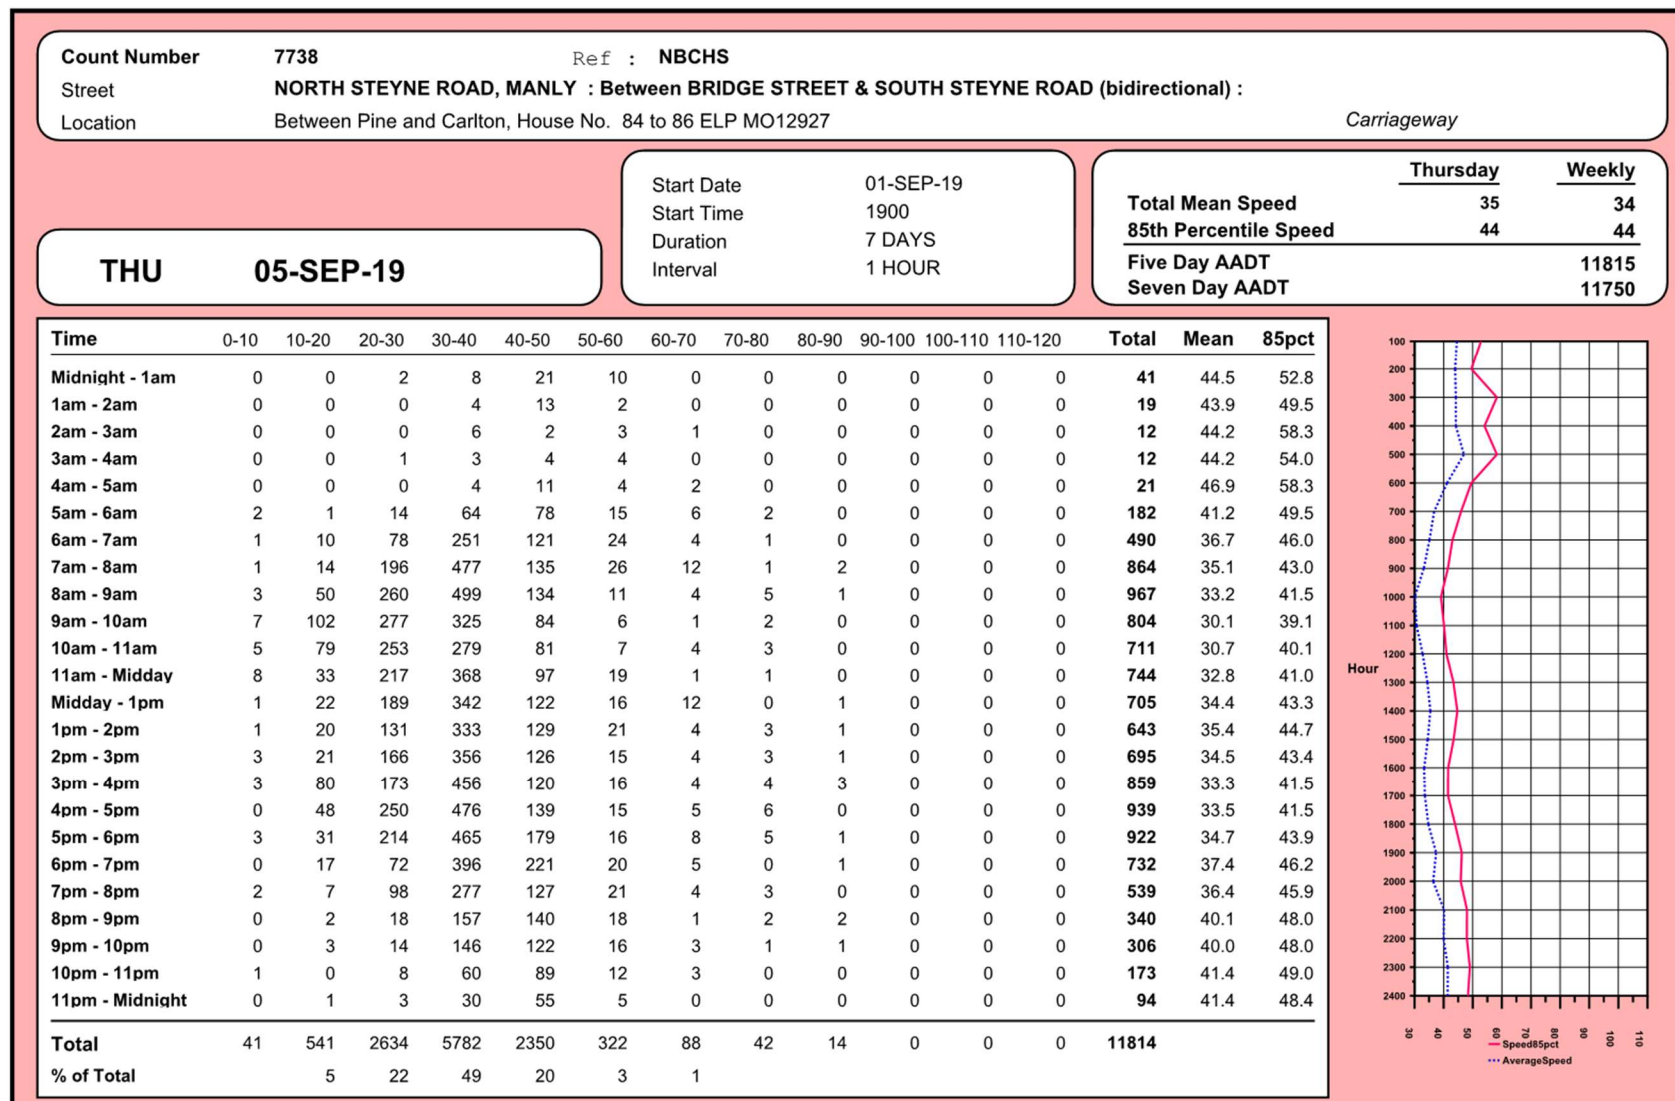 Count Number 7738 Ref : NBCHS
Street NORTH STEYNE ROAD, MANLY : Between BRIDGE STREET & SOUTH STEYNE ROAD (bidirectional) :
Location Between Pine and Carlton, House No. 84 to 86 ELP MO12927 Carriageway
THU 05-SEP-19
Start Date 01-SEP-19
Start Time 1900
Duration 7 DAYS
Interval 1 HOUR
Thursday Weekly
Total Mean Speed 35 34
85th Percentile Speed 44 44
Five Day AADT 11815
Seven Day AADT 11750
Time 0-10 10-20 20-30 30-40 40-50 50-60 60-70 70-80 80-90 90-100 100-110 110-120 Total Mean 85pct
Midnight - 1am 0 0 2 8 21 10 0 0 0 0 0 0 41 44.5 52.8
1am - 2am 0 0 0 4 13 2 0 0 0 0 0 0 19 43.9 49.5
2am - 3am 0 0 0 6 2 3 1 0 0 0 0 0 12 44.2 58.3
3am - 4am 0 0 1 3 4 4 0 0 0 0 0 0 12 44.2 54.0
4am - 5am 0 0 0 4 11 4 2 0 0 0 0 0 21 46.9 58.3
5am - 6am 2 1 14 64 78 15 6 2 0 0 0 0 182 41.2 49.5
6am - 7am 1 10 78 251 121 24 4 1 0 0 0 0 490 36.7 46.0
7am - 8am 1 14 196 477 135 26 12 1 2 0 0 0 864 35.1 43.0
8am - 9am 3 50 260 499 134 11 4 5 1 0 0 0 967 33.2 41.5
9am - 10am 7 102 277 325 84 6 1 2 0 0 0 0 804 30.1 39.1
10am - 11am 5 79 253 279 81 7 4 3 0 0 0 0 711 30.7 40.1
11am - Midday 8 33 217 368 97 19 1 1 0 0 0 0 744 32.8 41.0
Midday - 1pm 1 22 189 342 122 16 12 0 1 0 0 0 705 34.4 43.3
1pm - 2pm 1 20 131 333 129 21 4 3 1 0 0 0 643 35.4 44.7
2pm - 3pm 3 21 166 356 126 15 4 3 1 0 0 0 695 34.5 43.4
3pm - 4pm 3 80 173 456 120 16 4 4 3 0 0 0 859 33.3 41.5
4pm - 5pm 0 48 250 476 139 15 5 6 0 0 0 0 939 33.5 41.5
5pm - 6pm 3 31 214 465 179 16 8 5 1 0 0 0 922 34.7 43.9
6pm - 7pm 0 17 72 396 221 20 5 0 1 0 0 0 732 37.4 46.2
7pm - 8pm 2 7 98 277 127 21 4 3 0 0 0 0 539 36.4 45.9
8pm - 9pm 0 2 18 157 140 18 1 2 2 0 0 0 340 40.1 48.0
9pm - 10pm 0 3 14 146 122 16 3 1 1 0 0 0 306 40.0 48.0
10pm - 11pm 1 0 8 60 89 12 3 0 0 0 0 0 173 41.4 49.0
11pm - Midnight 0 1 3 30 55 5 0 0 0 0 0 0 94 41.4 48.4
Total 41 541 2634 5782 2350 322 88 42 14 0 0 0 11814
% of Total 5 22 49 20 3 1
100
200
300
400
500
600
700
800
900
1000
1100
1200
Hour
1300
1400
1500
1600
1700
1800
1900
2000
2100
2200
2300
2400
30 40 50 60 70 80 90 100 110
Speed85pct
AverageSpeed